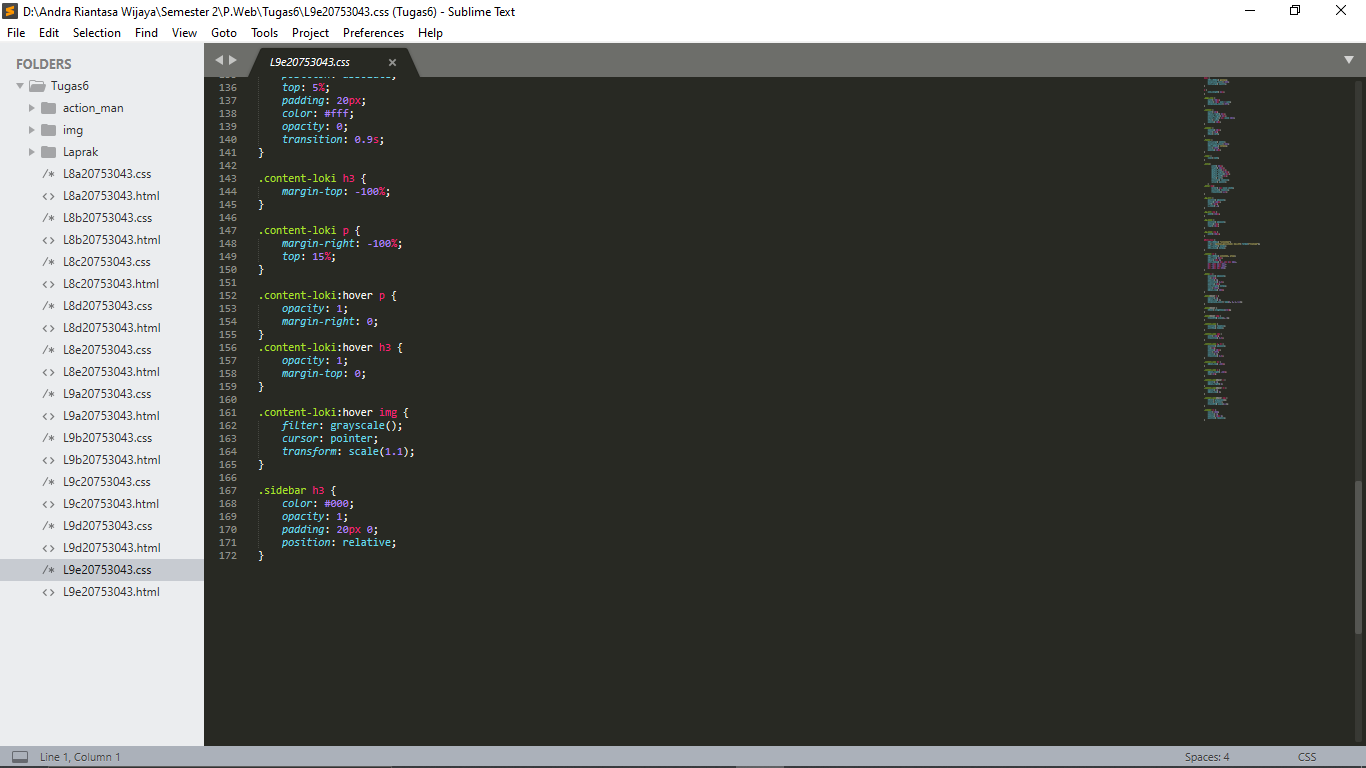 D:\Andra Riantasa Wijaya\Semester 2\P.Web\Tugas6\L9e20753043.css (Tugas6) - Sublime Text
File Edit Selection Find View Goto Tools Project Preferences Help
FOLDERS
Tugas6
action_man
img
Laprak
/* L8a20753043.css
<> L8a20753043.html
/* L8b20753043.css
<> L8b20753043.html
/* L8c20753043.css
<> L8c20753043.html
/* L8d20753043.css
<> L8d20753043.html
/* L8e20753043.css
<> L8e20753043.html
/* L9a20753043.css
<> L9a20753043.html
/* L9b20753043.css
<> L9b20753043.html
/* L9c20753043.css
<> L9c20753043.html
/* L9d20753043.css
<> L9d20753043.html
/* L9e20753043.css
<> L9e20753043.html
L9e20753043.css ×
136 top: 5%;
137 padding: 20px;
138 color: #fff;
139 opacity: 0;
140 transition: 0.9s;
141 }
142
143 .content-loki h3 {
144 margin-top: -100%;
145 }
146
147 .content-loki p {
148 margin-right: -100%;
149 top: 15%;
150 }
151
152 .content-loki:hover p {
153 opacity: 1;
154 margin-right: 0;
155 }
156 .content-loki:hover h3 {
157 opacity: 1;
158 margin-top: 0;
159 }
160
161 .content-loki:hover img {
162 filter: grayscale();
163 cursor: pointer;
164 transform: scale(1.1);
165 }
166
167 .sidebar h3 {
168 color: #000;
169 opacity: 1;
170 padding: 20px 0;
171 position: relative;
172 }
Line 1, Column 1
Spaces: 4
CSS